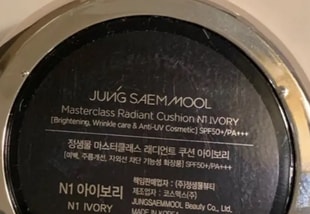 JUNG SAEM MOOL
Masterclass Radiant Cushion N1 IVORY
[Brightening, Wrinkle care & Anti-UV Cosmetic] SPF50+/PA+++
정샘물 마스터클래스 래디언트 쿠션 아이보리
[미백, 주름개선, 자외선 차단 기능성 화장품] SPF50+/PA+++
N1 아이보리
N1 IVORY
책임판매업자 : (주)정샘물뷰티
제조업자 : 코스맥스(주)
JUNGSAEMMOOL Beauty Co., Ltd.
MADE IN KOREA